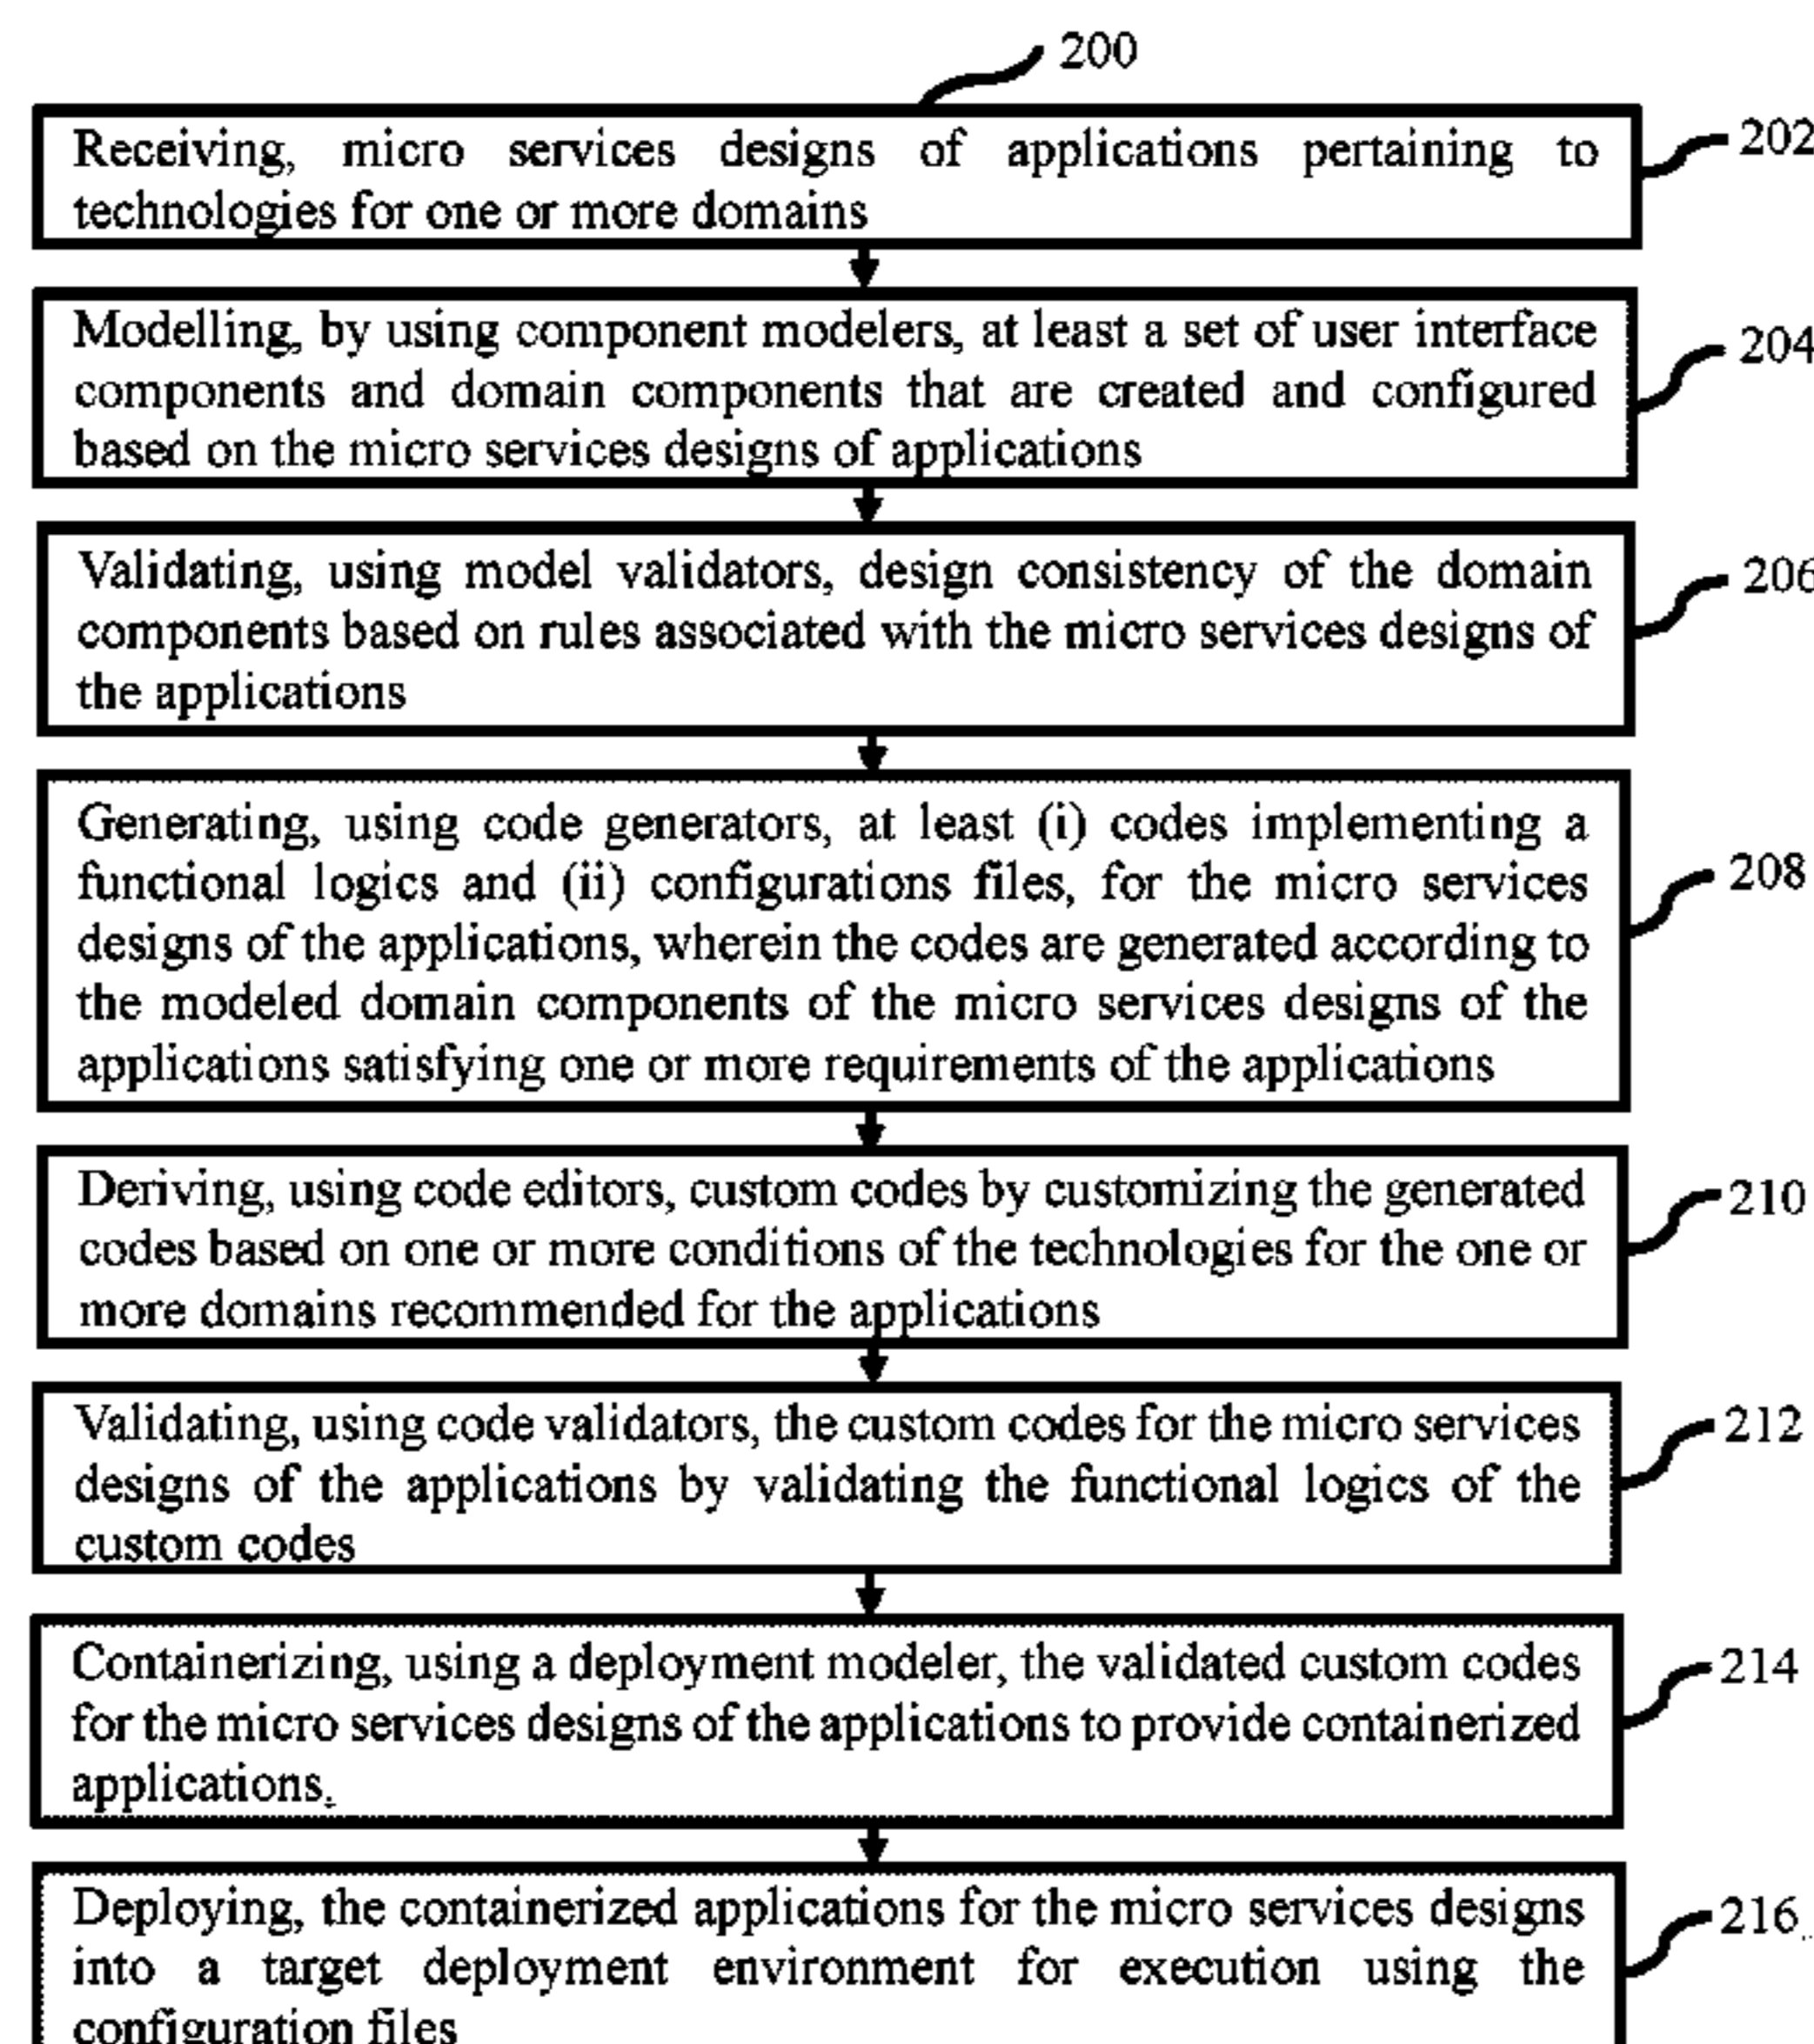 200
Receiving, micro services designs of applications pertaining to
technologies for one or more domains
202
Modelling, by using component modelers, at least a set of user interface
components and domain components that are created and configured
based on the micro services designs of applications
204
Validating, using model validators, design consistency of the domain
components based on rules associated with the micro services designs of
the applications
206
Generating, using code generators, at least (i) codes implementing a
functional logics and (ii) configurations files, for the micro services
designs of the applications, wherein the codes are generated according to
the modeled domain components of the micro services designs of the
applications satisfying one or more requirements of the applications
208
Deriving, using code editors, custom codes by customizing the generated
codes based on one or more conditions of the technologies for the one or
more domains recommended for the applications
210
Validating, using code validators, the custom codes for the micro services
designs of the applications by validating the functional logics of the
custom codes
212
Containerizing, using a deployment modeler, the validated custom codes
for the micro services designs of the applications to provide containerized
applications.
214
Deploying, the containerized applications for the micro services designs
into a target deployment environment for execution using the
configuration files
216